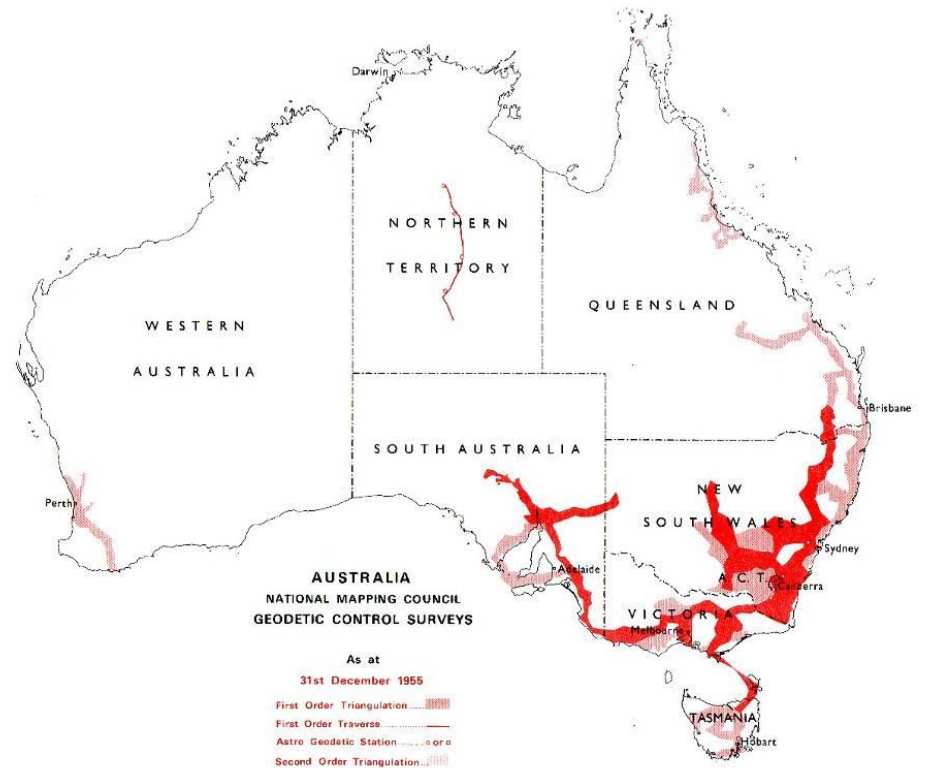 Darwin
NORTHERN
TERRITORY
QUEENSLAND
WESTERN
AUSTRALIA
Brisbane
SOUTH AUSTRALIA
NEW
SOUTH WALES
Perth
Sydney
Adelaide
A.C.T.
Canberra
VICTORIA
Melbourne
TASMANIA
Hobart
AUSTRALIA
NATIONAL MAPPING COUNCIL
GEODETIC CONTROL SURVEYS
As at
31st December 1955
First Order Triangulation
First Order Traverse
Astro Geodetic Station or
Second Order Triangulation